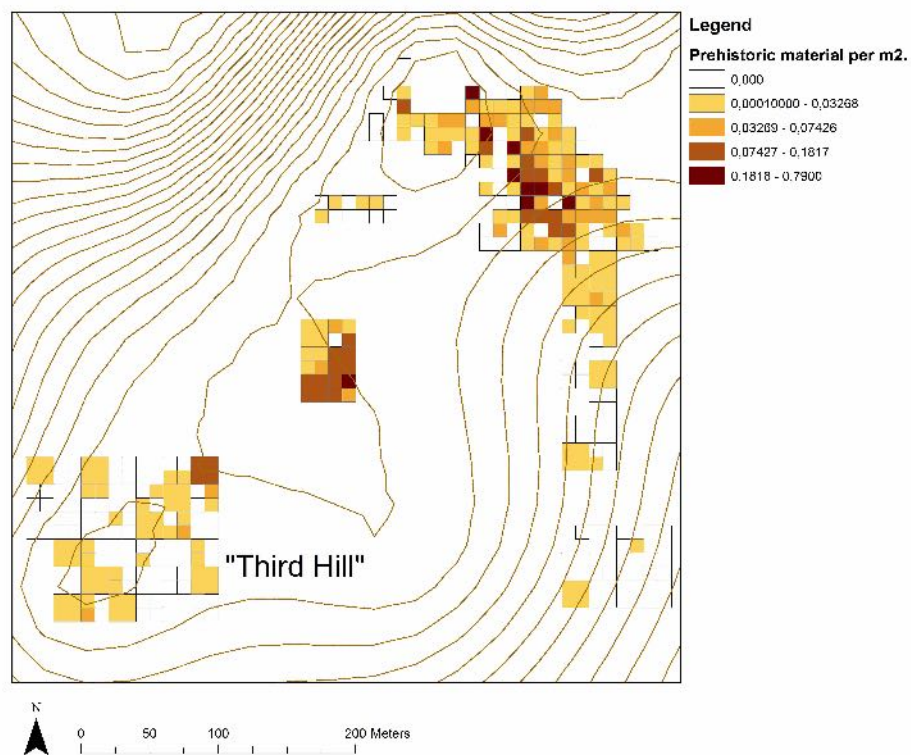 Legend
Prehistoric material per m2.
0,000
0,00010000 - 0,03268
0,03269 - 0,07426
0,07427 - 0,1817
0.1818 - 0.7900
"Third Hill"
N
0 50 100 200 Meters